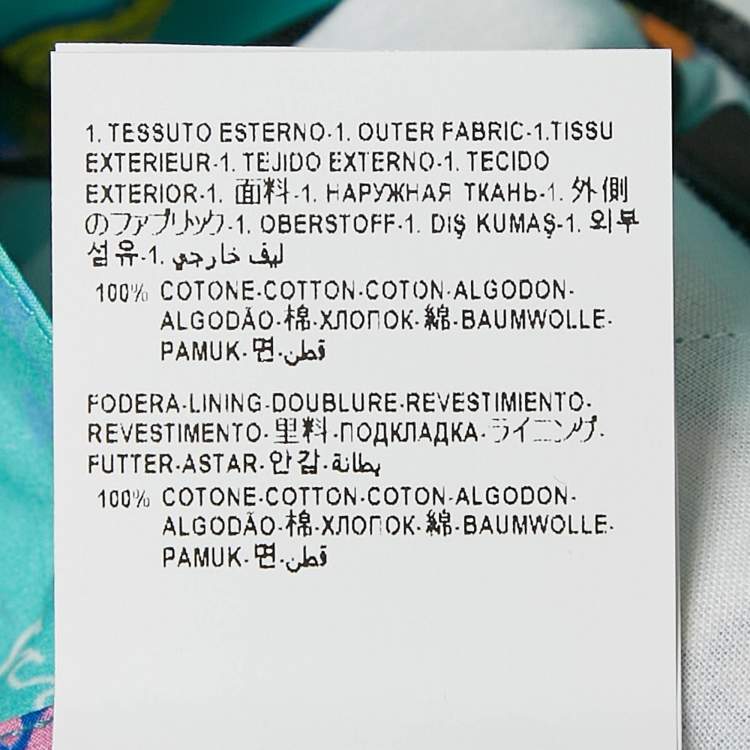 1. TESSUTO ESTERNO-1. OUTER FABRIC-1.TISSU
EXTERIEUR-1. TEJIDO EXTERNO-1. TECIDO
EXTERIOR-1. 面料-1. НАРУЖНАЯ ТКАНЬ-1. 外側
のファブリック-1. OBERSTOFF-1. DIŞ KUMAŞ-1. 외부
섬유-1. ليف خارجي
100% COTONE-COTTON-COTON-ALGODON-
ALGODÃO-棉-ХЛОПОК-綿-BAUMWOLLE-
PAMUK-면-قطن
FODERA-LINING-DOUBLURE-REVESTIMIENTO-
REVESTIMENTO-里料-ПОДКЛАДКА-ライニング-
FUTTER-ASTAR-안감-بطانة
100% COTONE-COTTON-COTON-ALGODON-
ALGODÃO-棉-ХЛОПОК-綿-BAUMWOLLE-
PAMUK-면-قطن